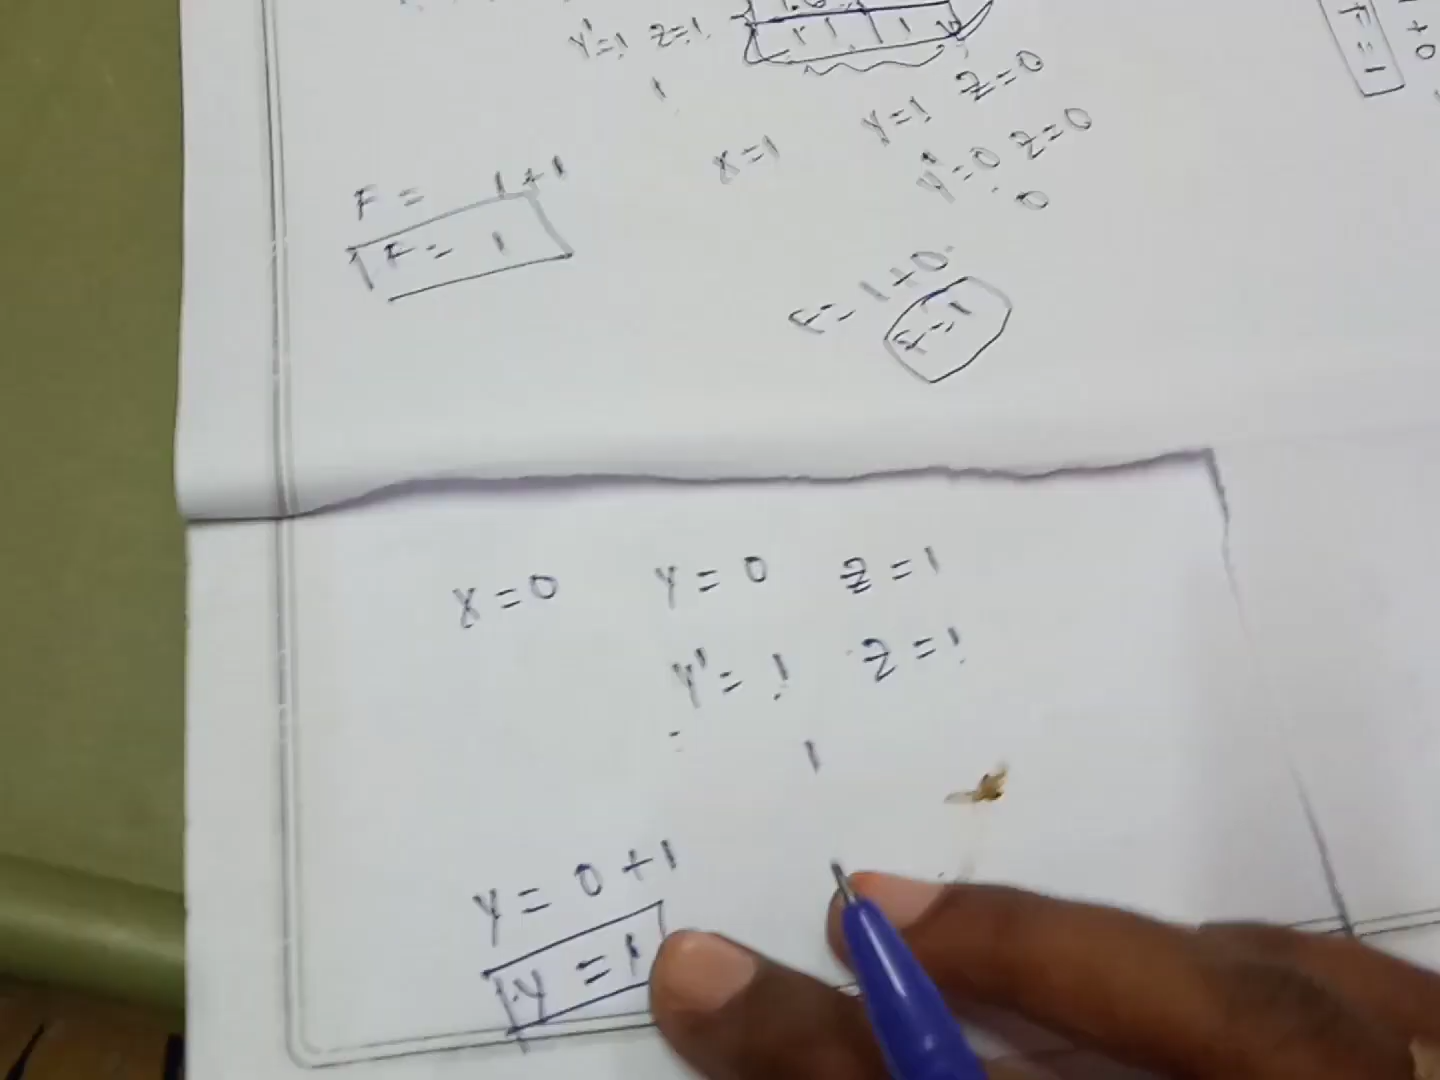 Y'=1 Z=1
1
X=1 Y=1 Z=0
Y'=0 Z=0
0
F = 1+1
F = 1
F = 1+0
F=1
F=1
+0
X=0 Y=0 Z=1
Y'=1 Z=1
1
Y = 0+1
Y = 1